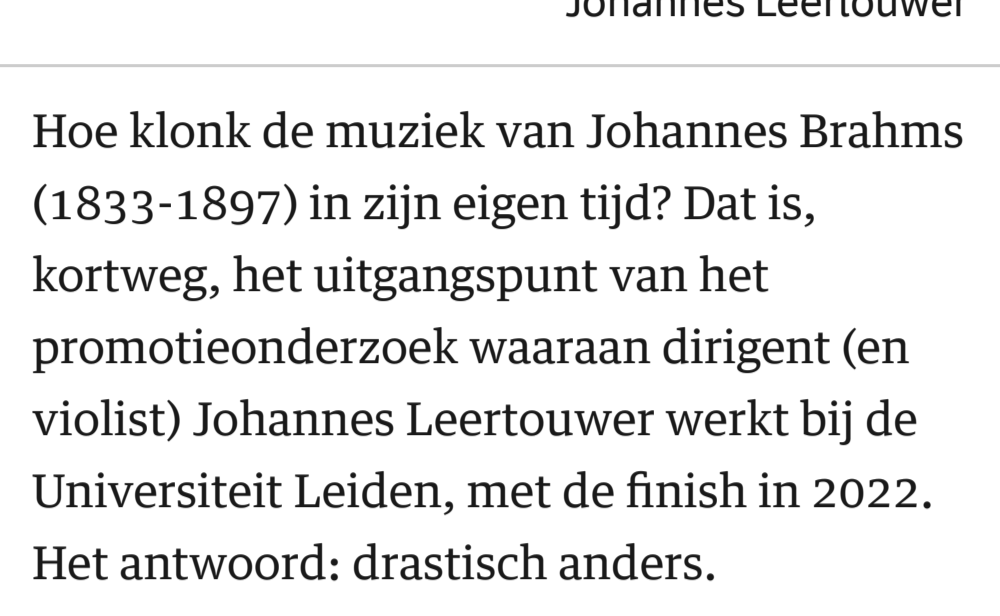 Johannes Leertouwer
Hoe klonk de muziek van Johannes Brahms
(1833-1897) in zijn eigen tijd? Dat is,
kortweg, het uitgangspunt van het
promotieonderzoek waaraan dirigent (en
violist) Johannes Leertouwer werkt bij de
Universiteit Leiden, met de finish in 2022.
Het antwoord: drastisch anders.